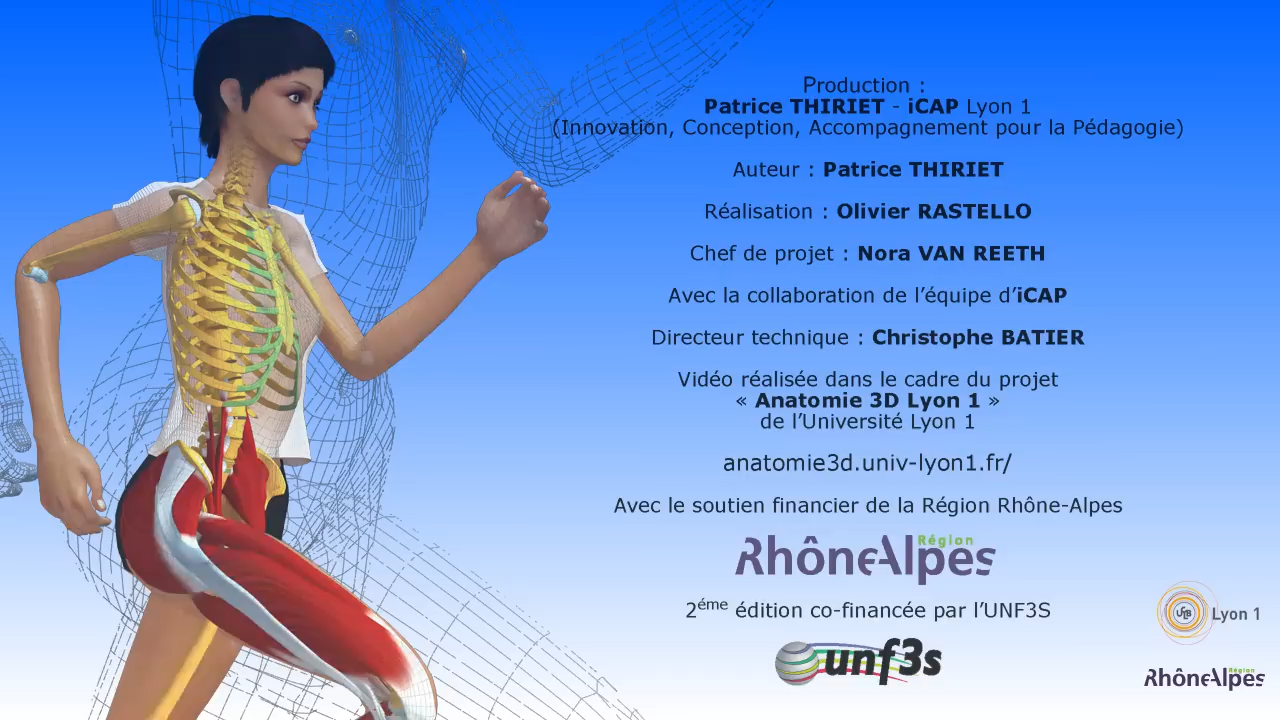 Production :
Patrice THIRIET - iCAP Lyon 1
(Innovation, Conception, Accompagnement pour la Pédagogie)
Auteur : Patrice THIRIET
Réalisation : Olivier RASTELLO
Chef de projet : Nora VAN REETH
Avec la collaboration de l'équipe d'iCAP
Directeur technique : Christophe BATIER
Vidéo réalisée dans le cadre du projet
« Anatomie 3D Lyon 1 »
de l'Université Lyon 1
anatomie3d.univ-lyon1.fr/
Avec le soutien financier de la Région Rhône-Alpes
Région
RhôneAlpes
2éme édition co-financée par l'UNF3S
unf3s
Lyon 1
Région
RhôneAlpes